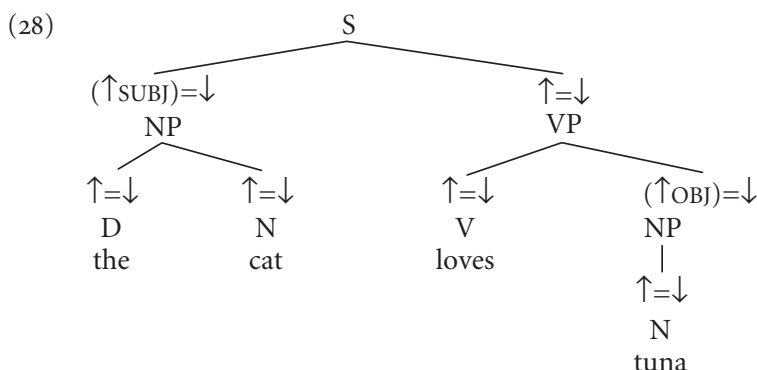 (28) S
(↑SUBJ)=↓ ↑=↓
NP VP
↑=↓ ↑=↓ ↑=↓ (↑OBJ)=↓
D N V NP
the cat loves
↑=↓
N
tuna